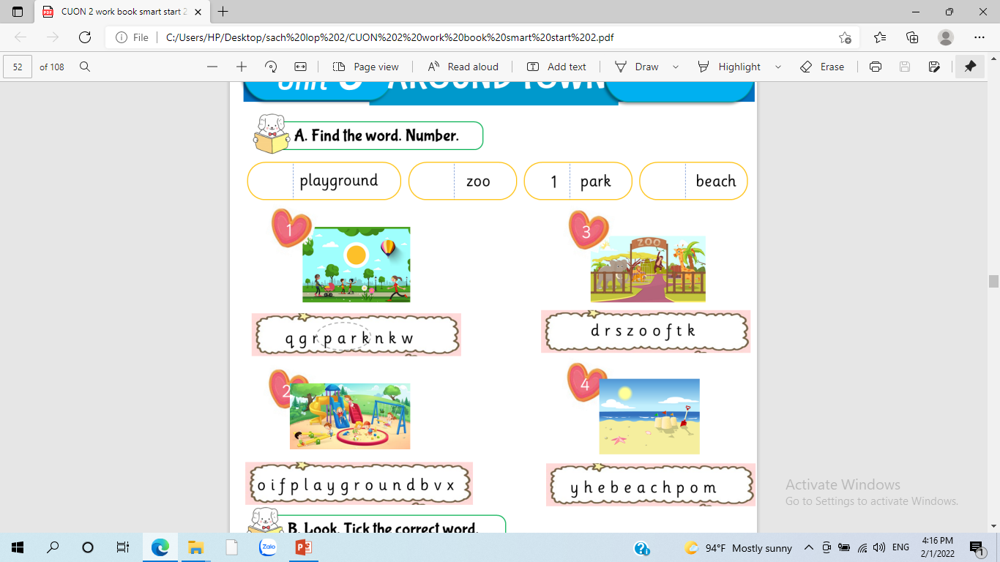 CUON 2 work book smart start 2
File C:/Users/HP/Desktop/sach%20lop%202/CUON%202%20work%20book%20smart%20start%202.pdf
52 of 108 Page view Read aloud Add text Draw Highlight Erase
Unit AROUND TOWN
A. Find the word. Number.
playground zoo 1 park beach
1
3
ZOO
q g r p a r k n k w
d r s z o o f t k
2
4
o i f p l a y g r o u n d b v x
y h e b e a c h p o m
Activate Windows
Go to Settings to activate Windows.
B. Look. Tick the correct word.
Zalo 94°F Mostly sunny ENG 4:16 PM
2/1/2022 1